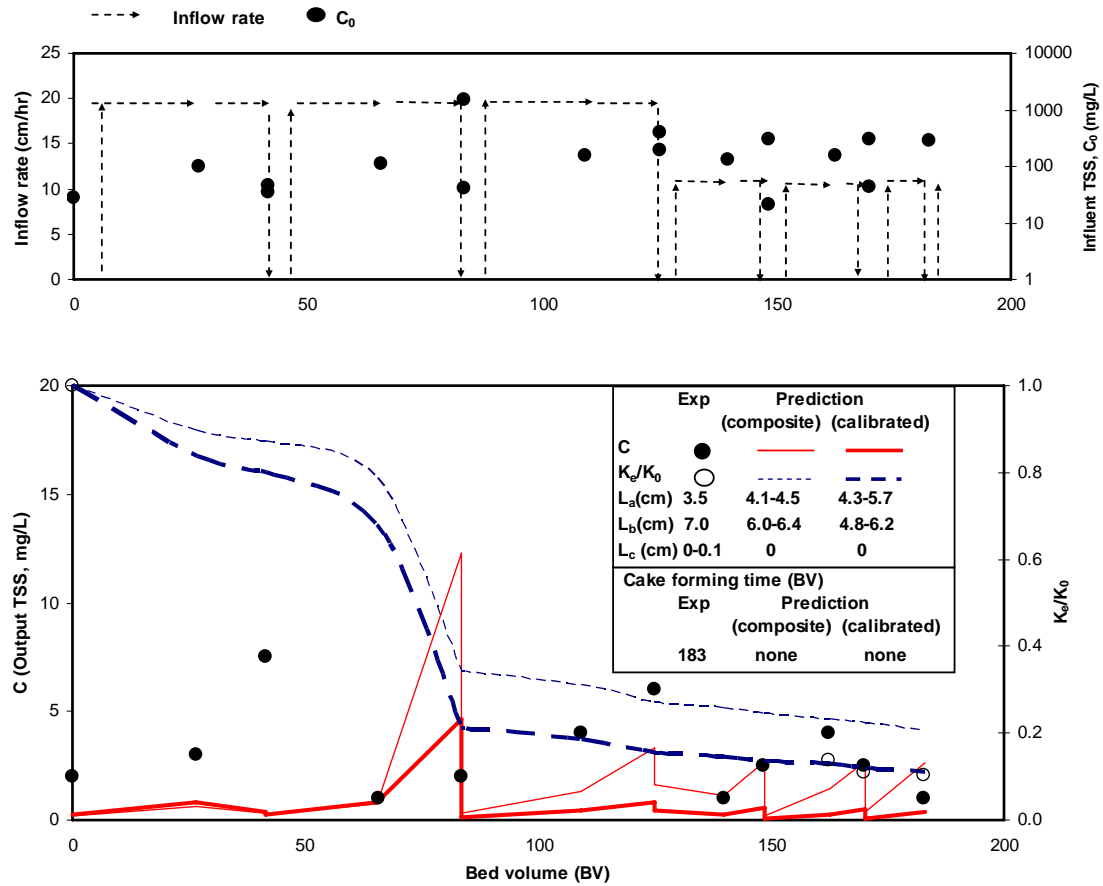 Inflow rate C₀
25
20
15
10
5
0
Inflow rate (cm/hr)
10000
1000
100
10
1
Influent TSS, C₀ (mg/L)
0 50 100 150 200
20
15
10
5
0
C (Output TSS, mg/L)
Exp Prediction
(composite) (calibrated)
C
Kₑ/K₀
Lₐ(cm) 3.5 4.1-4.5 4.3-5.7
L_b(cm) 7.0 6.0-6.4 4.8-6.2
L_c (cm) 0-0.1 0 0
Cake forming time (BV)
Exp Prediction
(composite) (calibrated)
183 none none
1.0
0.8
0.6
0.4
0.2
0.0
Kₑ/K₀
0 50 100 150 200
Bed volume (BV)